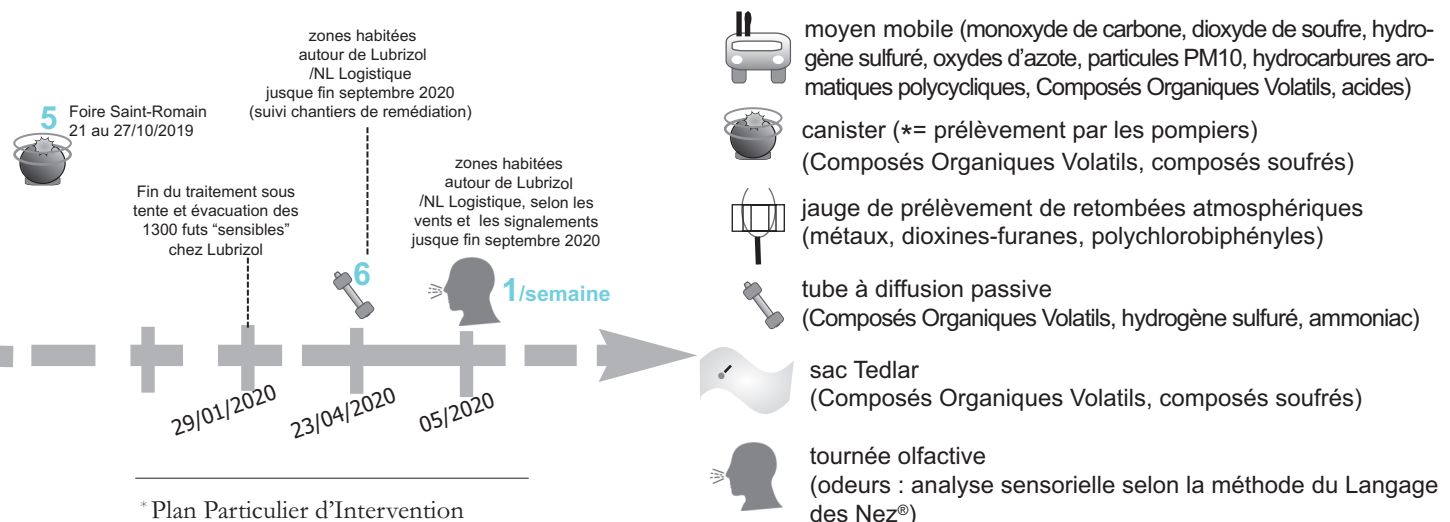 5
Foire Saint-Romain
21 au 27/10/2019
Fin du traitement sous
tente et évacuation des
1300 futs “sensibles”
chez Lubrizol
zones habitées
autour de Lubrizol
/NL Logistique
jusque fin septembre 2020
(suivi chantiers de remédiation)
6
zones habitées
autour de Lubrizol
/NL Logistique, selon les
vents et les signalements
jusque fin septembre 2020
1/semaine
29/01/2020
23/04/2020
05/2020
* Plan Particulier d’Intervention
moyen mobile (monoxyde de carbone, dioxyde de soufre, hydro-
gène sulfuré, oxydes d’azote, particules PM10, hydrocarbures aro-
matiques polycycliques, Composés Organiques Volatils, acides)
canister (*= prélèvement par les pompiers)
(Composés Organiques Volatils, composés soufrés)
jauge de prélèvement de retombées atmosphériques
(métaux, dioxines-furanes, polychlorobiphényles)
tube à diffusion passive
(Composés Organiques Volatils, hydrogène sulfuré, ammoniac)
sac Tedlar
(Composés Organiques Volatils, composés soufrés)
tournée olfactive
(odeurs : analyse sensorielle selon la méthode du Langage
des Nez®)